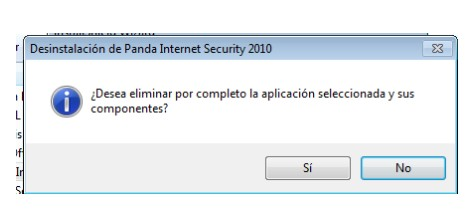 Desinstalación de Panda Internet Security 2010
¿Desea eliminar por completo la aplicación seleccionada y sus
componentes?
Sí
No